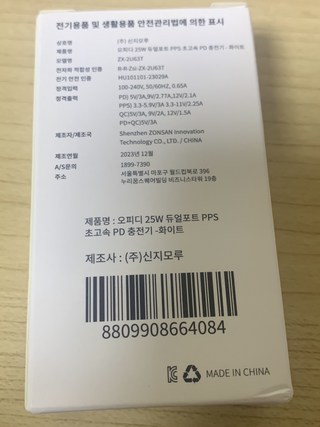 전기용품 및 생활용품 안전관리법에 의한 표시
상호명 (주) 신지모루
제품명 오피디 25W 듀얼포트 PPS 초고속 PD 충전기 - 화이트
모델명 ZX-2U63T
전자파 적합성 인증 R-R-Zsi-ZX-2U63T
전기 안전 인증 HU101101-23029A
정격입력 100-240V, 50/60HZ, 0.65A
정격출력 PD) 5V/3A,9V/2.77A,12V/2.1A
PPS) 3.3-5.9V/3A 3.3-11V/2.25A
QC)5V/3A, 9V/2A, 12V/1.5A
PD+QC)5V/3A
제조자/제조국 Shenzhen ZONSAN Innovation
Technology CO., LTD. / CHINA
제조연월 2023년 12월
A/S문의 1899-7390
주소 서울특별시 마포구 월드컵북로 396
누리꿈스퀘어빌딩 비즈니스타워 19층
제품명 : 오피디 25W 듀얼포트 PPS
초고속 PD 충전기 -화이트
제조사 : (주)신지모루
8809908664084
MADE IN CHINA